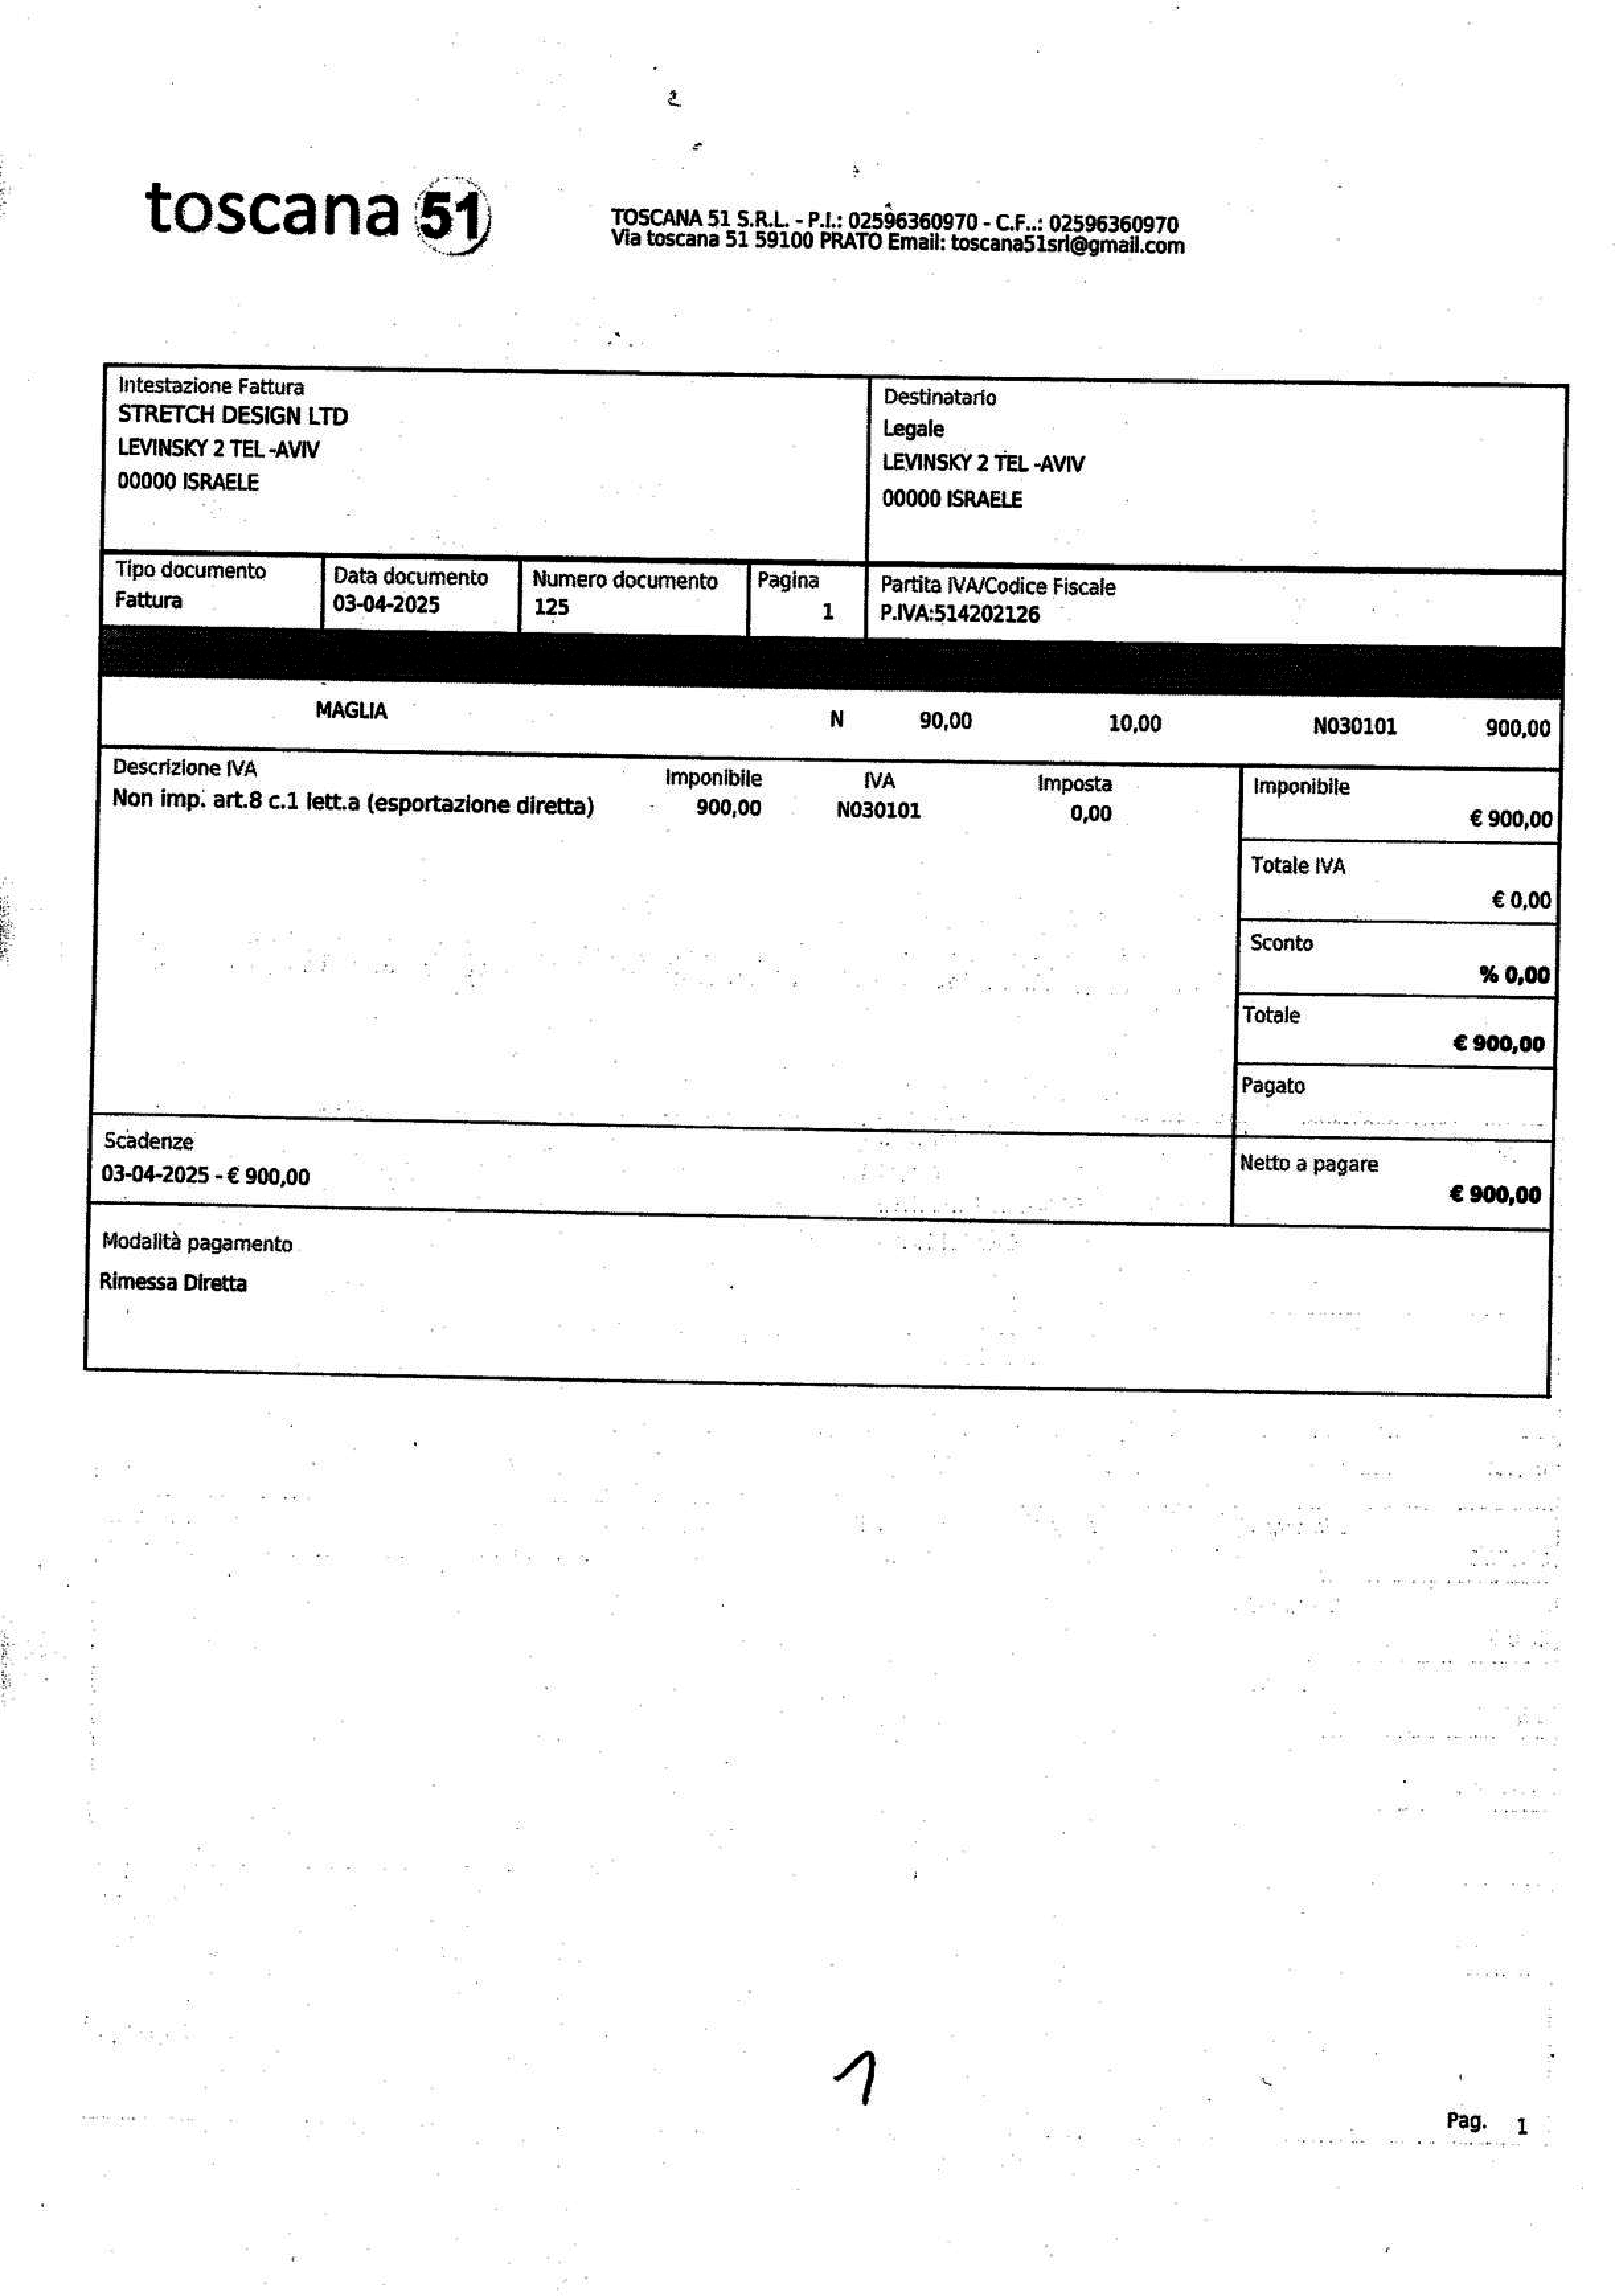 toscana 51
TOSCANA 51 S.R.L. - P.I.: 02596360970 - C.F..: 02596360970
Via toscana 51 59100 PRATO Email: toscana51srl@gmail.com
Intestazione Fattura
STRETCH DESIGN LTD
LEVINSKY 2 TEL -AVIV
00000 ISRAELE
Destinatario
Legale
LEVINSKY 2 TEL -AVIV
00000 ISRAELE
Tipo documento
Fattura
Data documento
03-04-2025
Numero documento
125
Pagina
1
Partita IVA/Codice Fiscale
P.IVA:514202126
MAGLIA N 90,00 10,00 N030101 900,00
Descrizione IVA Imponibile IVA Imposta
Non imp. art.8 c.1 lett.a (esportazione diretta) 900,00 N030101 0,00
Imponibile
€ 900,00
Totale IVA
€ 0,00
Sconto
% 0,00
Totale
€ 900,00
Pagato
Scadenze
03-04-2025 - € 900,00
Netto a pagare
€ 900,00
Modalità pagamento
Rimessa Diretta
1
Pag. 1